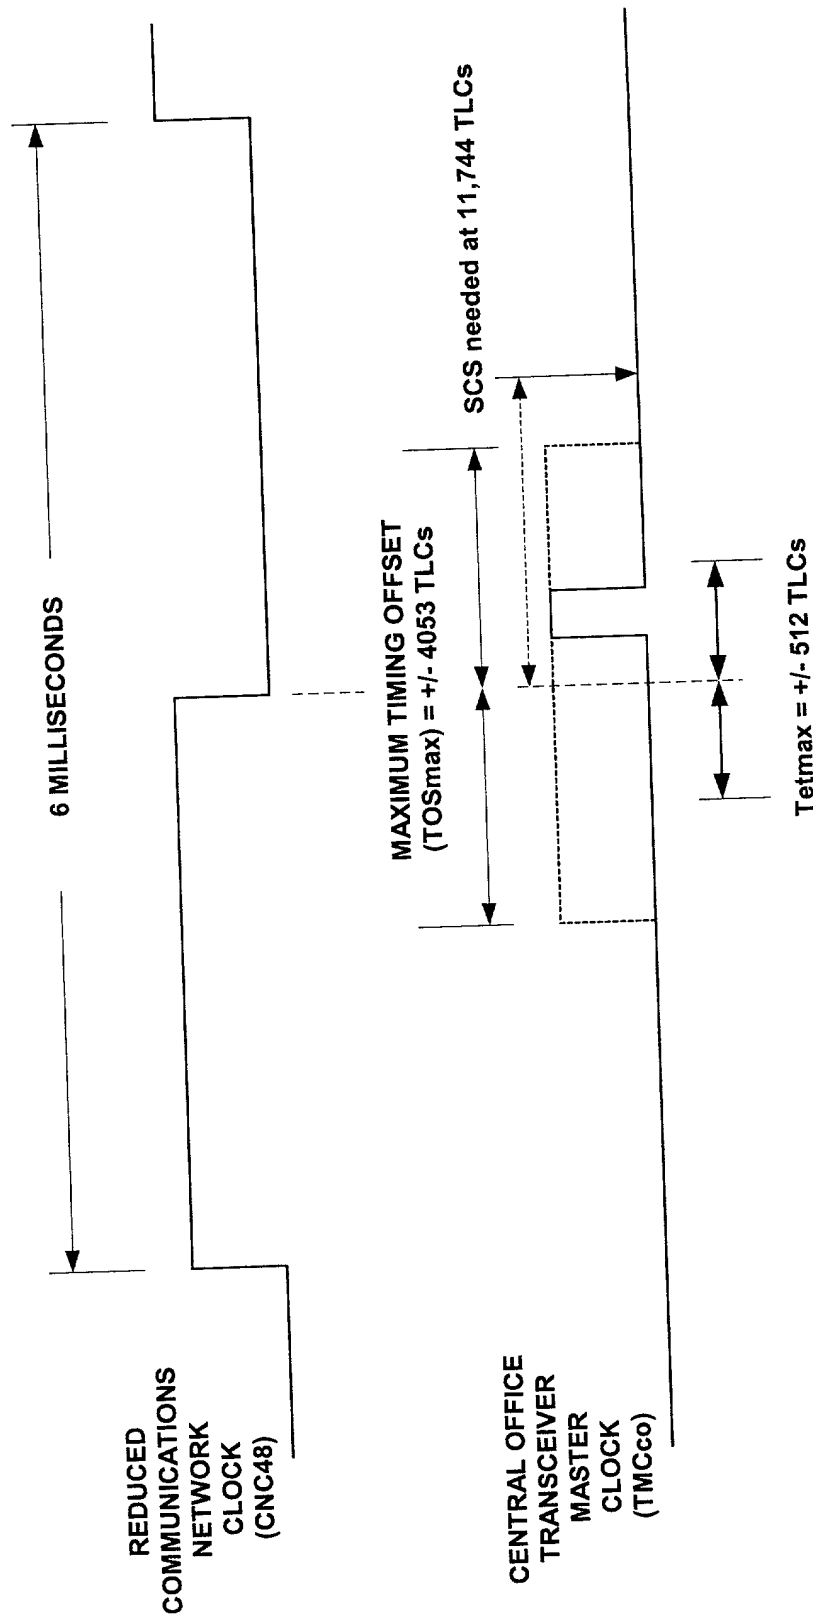 6 MILLISECONDS
REDUCED
COMMUNICATIONS
NETWORK
CLOCK
(CNC48)
MAXIMUM TIMING OFFSET
(TOSmax) = +/- 4053 TLCs
SCS needed at 11,744 TLCs
CENTRAL OFFICE
TRANSCEIVER
MASTER
CLOCK
(TMCco)
Tetmax = +/- 512 TLCs